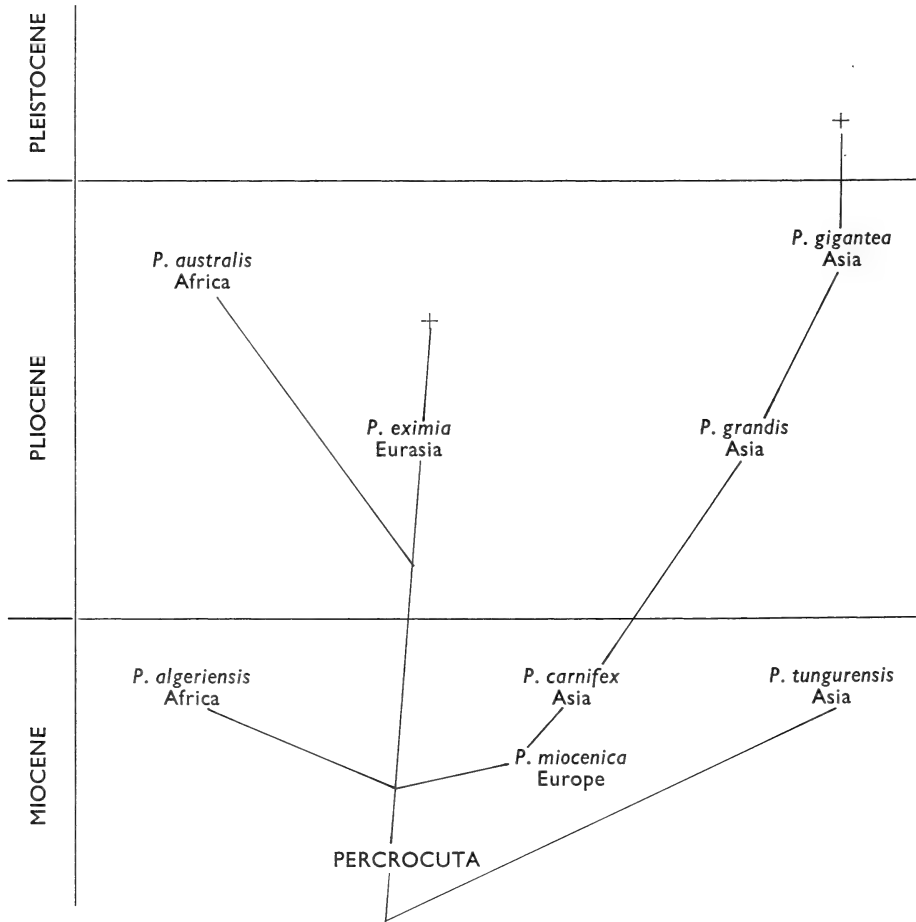 PLEISTOCENE
P. gigantea
Asia
P. australis
Africa
PLIOCENE
P. eximia
Eurasia
P. grandis
Asia
P. algeriensis
Africa
P. carnifex
Asia
P. tungurensis
Asia
MIOCENE
P. miocenica
Europe
PERCROCUTA